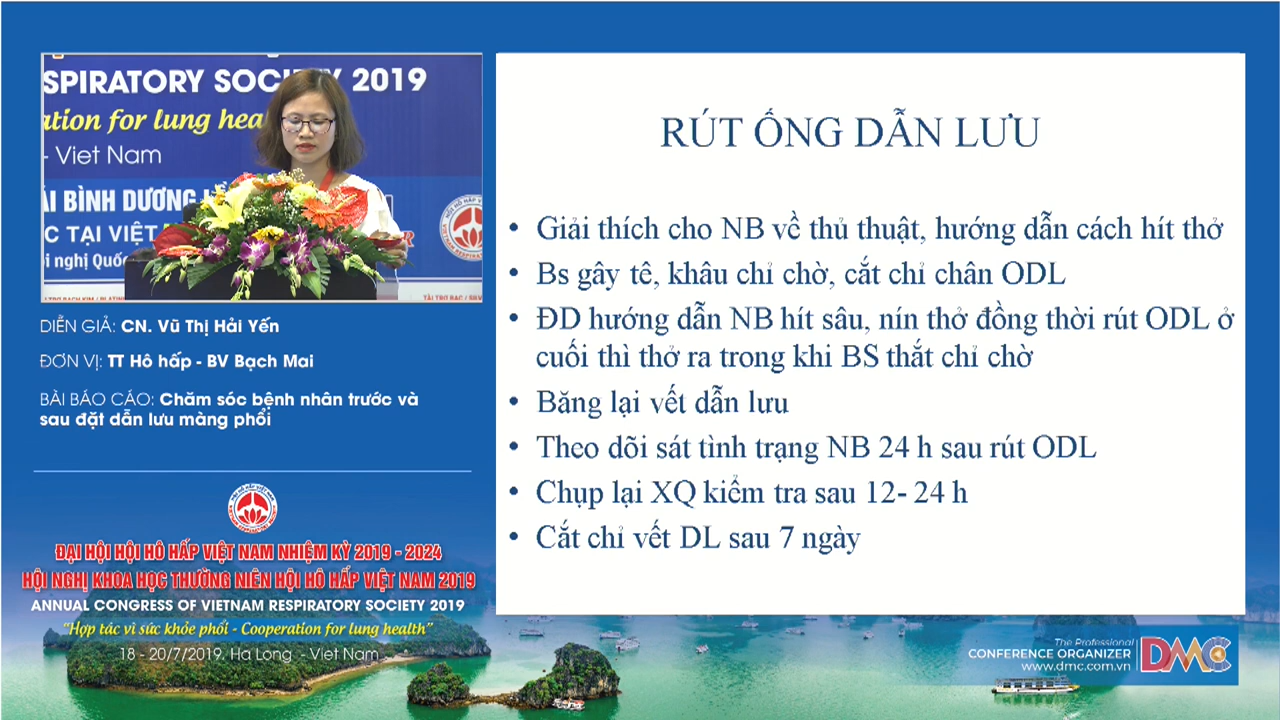 SPIRATORY SOCIETY 2019
ation for lung hea
- Viet Nam
ÁI BÌNH DƯƠNG
C TẠI VIỆT
ội nghị Quốc
DIỄN GIẢ: CN. Vũ Thị Hải Yến
ĐƠN VỊ: TT Hô hấp - BV Bạch Mai
BÀI BÁO CÁO: Chăm sóc bệnh nhân trước và
sau đặt dẫn lưu màng phổi
ĐẠI HỘI HỘI HÔ HẤP VIỆT NAM NHIỆM KỲ 2019 - 2024
HỘI NGHỊ KHOA HỌC THƯỜNG NIÊN HỘI HÔ HẤP VIỆT NAM 2019
ANNUAL CONGRESS OF VIETNAM RESPIRATORY SOCIETY 2019
"Hợp tác vì sức khỏe phổi - Cooperation for lung health"
18 - 20/7/2019. Ha Long - Viet Nam
RÚT ỐNG DẪN LƯU
• Giải thích cho NB về thủ thuật, hướng dẫn cách hít thở
• Bs gây tê, khâu chỉ chờ, cắt chỉ chân ODL
• ĐD hướng dẫn NB hít sâu, nín thở đồng thời rút ODL ở
cuối thì thở ra trong khi BS thắt chỉ chờ
• Băng lại vết dẫn lưu
• Theo dõi sát tình trạng NB 24 h sau rút ODL
• Chụp lại XQ kiểm tra sau 12- 24 h
• Cắt chỉ vết DL sau 7 ngày
The Professional
CONFERENCE ORGANIZER
www.dmc.com.vn
DMC